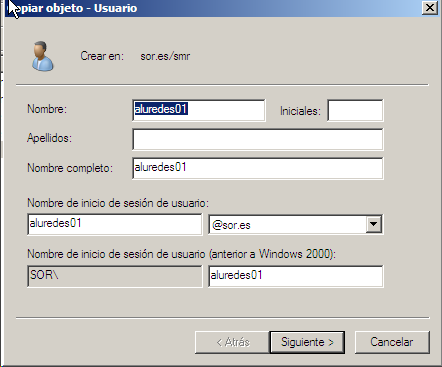 Copiar objeto - Usuario
Crear en: sor.es/smr
Nombre: aluredes01 Iniciales:
Apellidos:
Nombre completo: aluredes01
Nombre de inicio de sesión de usuario:
aluredes01 @sor.es
Nombre de inicio de sesión de usuario (anterior a Windows 2000):
SOR\ aluredes01
< Atrás Siguiente > Cancelar